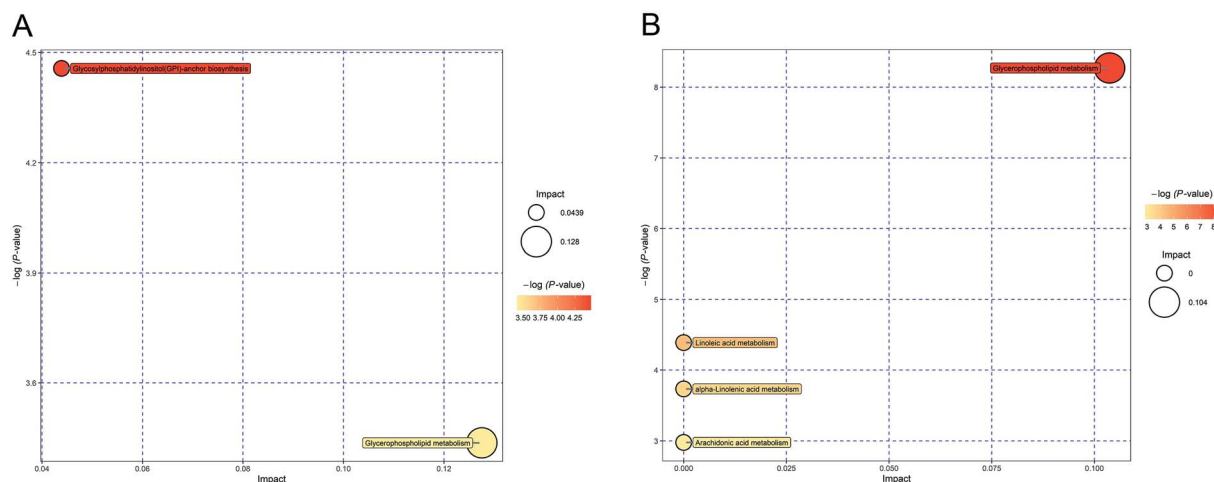 A
4.5
4.2
3.9
3.6
−log (P-value)
Glycosylphosphatidylinositol(GPI)-anchor biosynthesis
Glycerophospholipid metabolism
0.04 0.06 0.08 0.10 0.12
Impact
Impact
0.0439
0.128
−log (P-value)
3.50 3.75 4.00 4.25
B
8
7
6
5
4
3
−log (P-value)
Glycerophospholipid metabolism
Linoleic acid metabolism
alpha-Linolenic acid metabolism
Arachidonic acid metabolism
0.000 0.025 0.050 0.075 0.100
Impact
−log (P-value)
3 4 5 6 7 8
Impact
0
0.104